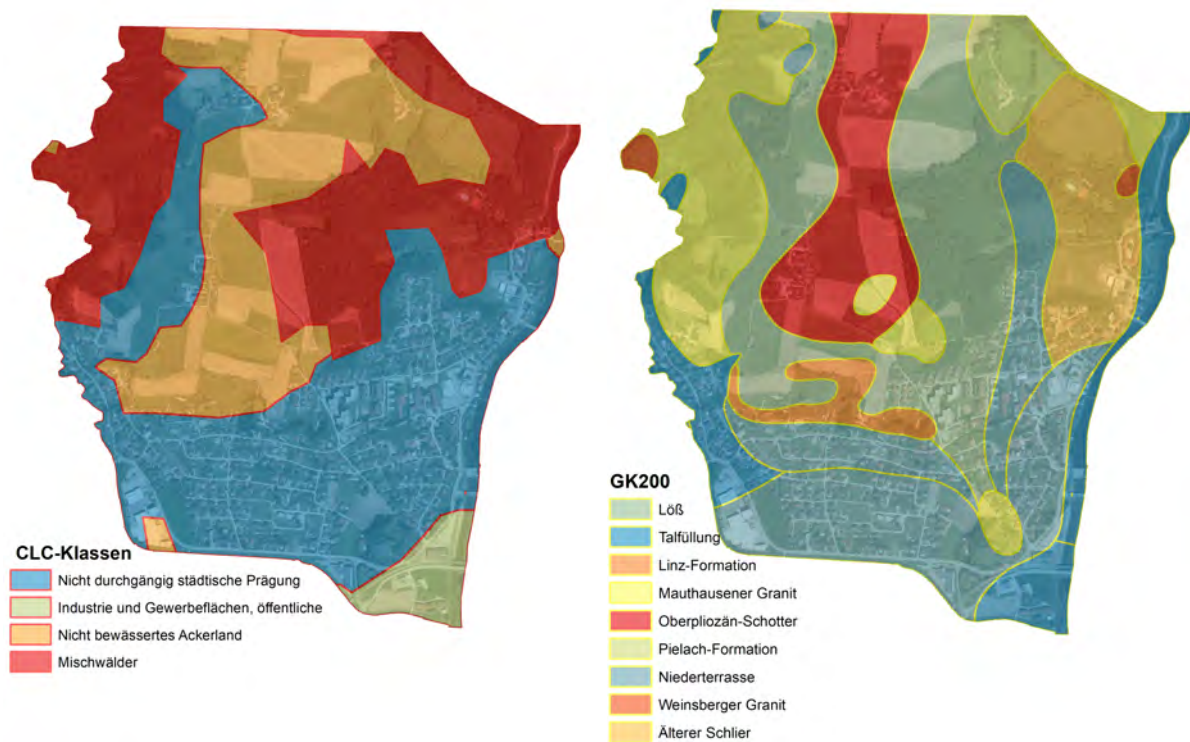 CLC-Klassen
Nicht durchgängig städtische Prägung
Industrie und Gewerbeflächen, öffentliche
Nicht bewässertes Ackerland
Mischwälder
GK200
Löß
Talfüllung
Linz-Formation
Mauthausener Granit
Oberpliozän-Schotter
Pielach-Formation
Niederterrasse
Weinsberger Granit
Älterer Schlier